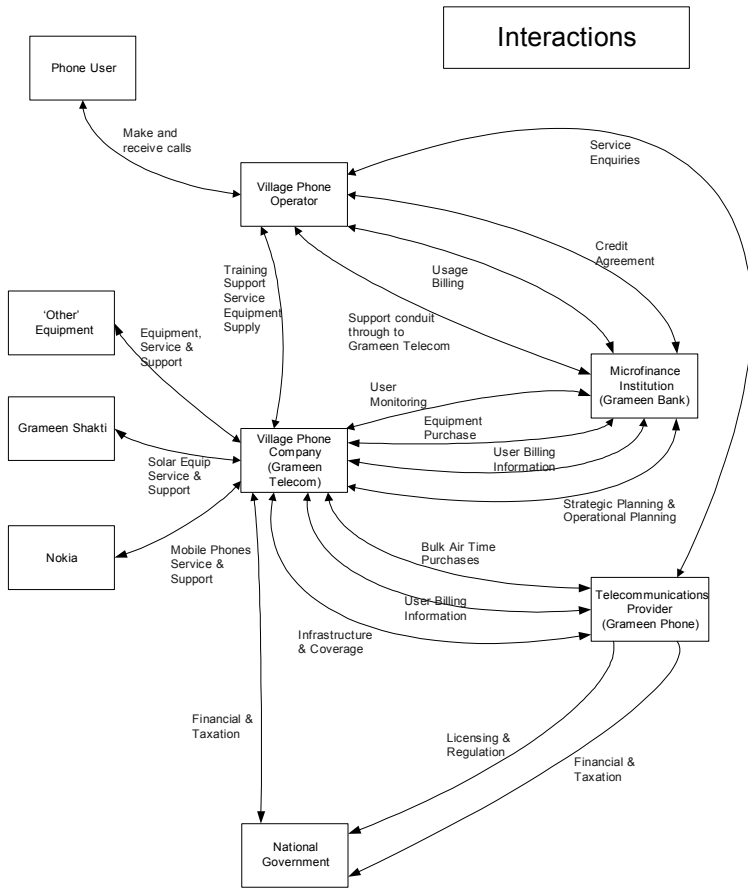 Interactions
Phone User
Make and
receive calls
Service
Enquiries
Village Phone
Operator
Credit
Agreement
Training
Support
Service
Equipment
Supply
Usage
Billing
'Other'
Equipment
Equipment,
Service &
Support
Support conduit
through to
Grameen Telecom
Microfinance
Institution
(Grameen Bank)
User
Monitoring
Grameen Shakti
Equipment
Purchase
Village Phone
Company
(Grameen
Telecom)
User Billing
Information
Solar Equip
Service &
Support
Strategic Planning &
Operational Planning
Nokia
Mobile Phones
Service &
Support
Bulk Air Time
Purchases
Telecommunications
Provider
(Grameen Phone)
User Billing
Information
Infrastructure
& Coverage
Financial &
Taxation
Licensing &
Regulation
Financial &
Taxation
National
Government